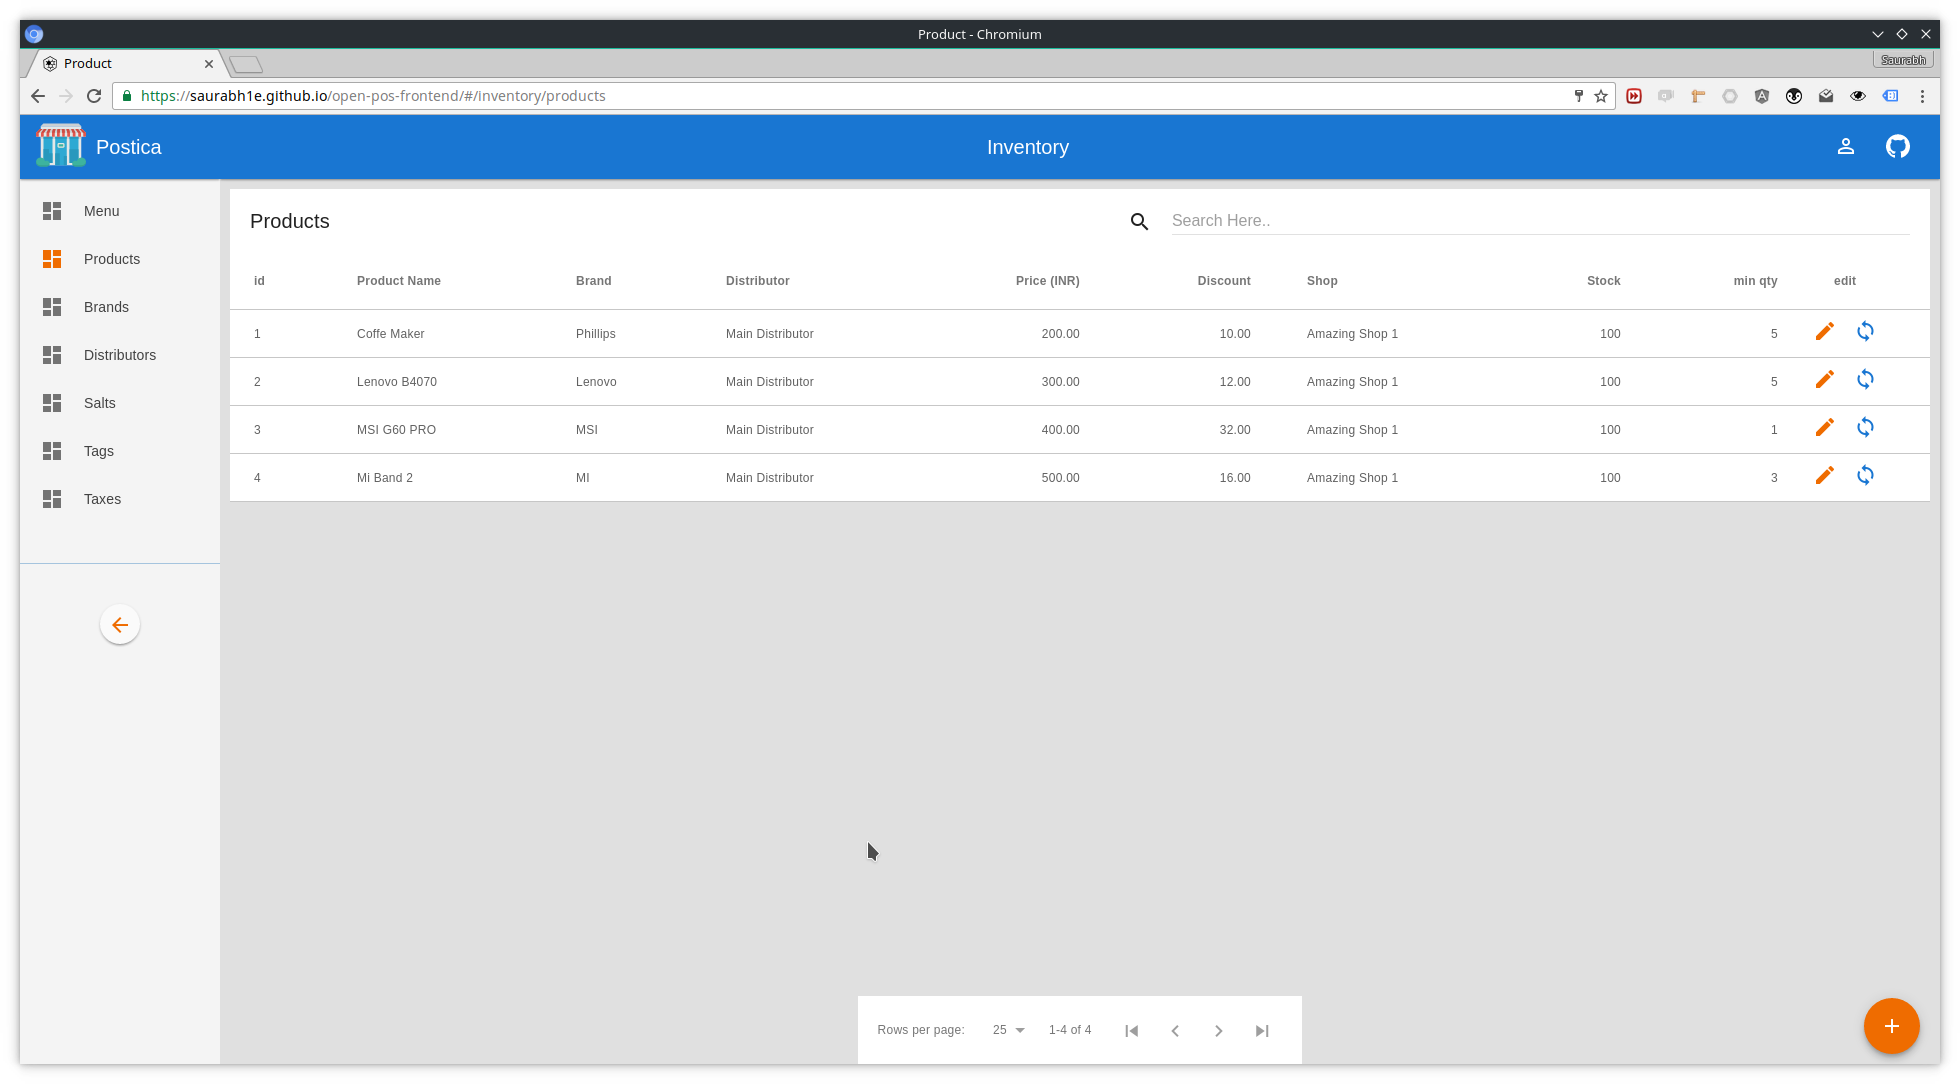 Product - Chromium
Product
Saurabh
https://saurabh1e.github.io/open-pos-frontend/#/inventory/products
Postica
Inventory
Menu
Products
Brands
Distributors
Salts
Tags
Taxes
Products
Search Here..
id Product Name Brand Distributor Price (INR) Discount Shop Stock min qty edit
1 Coffe Maker Phillips Main Distributor 200.00 10.00 Amazing Shop 1 100 5
2 Lenovo B4070 Lenovo Main Distributor 300.00 12.00 Amazing Shop 1 100 5
3 MSI G60 PRO MSI Main Distributor 400.00 32.00 Amazing Shop 1 100 1
4 Mi Band 2 MI Main Distributor 500.00 16.00 Amazing Shop 1 100 3
Rows per page: 25 1-4 of 4